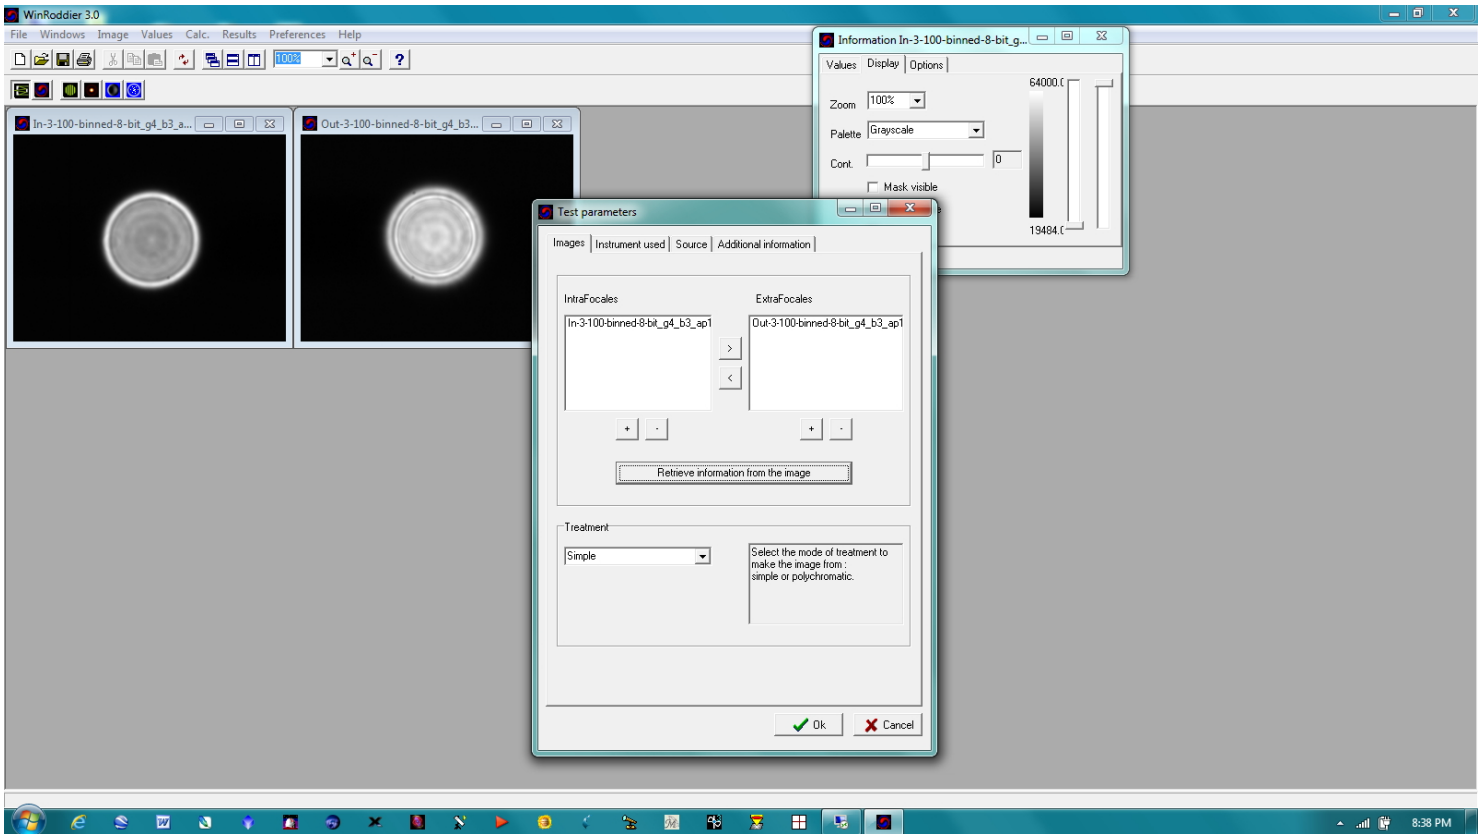 WinRoddier 3.0
File Windows Image Values Calc. Results Preferences Help
100%
?
Information In-3-100-binned-8-bit_g...
Values Display Options
64000.(
Zoom 100%
Palette Grayscale
Cont. 0
Mask visible
19484.(
In-3-100-binned-8-bit_g4_b3_a...
Out-3-100-binned-8-bit_g4_b3...
Test parameters
Images Instrument used Source Additional information
IntraFocales ExtraFocales
In-3-100-binned-8-bit_g4_b3_ap1 Out-3-100-binned-8-bit_g4_b3_ap1
>
<
+ - + -
Retrieve information from the image
Treatment
Simple
Select the mode of treatment to
make the image from :
simple or polychromatic.
Ok Cancel
8:38 PM